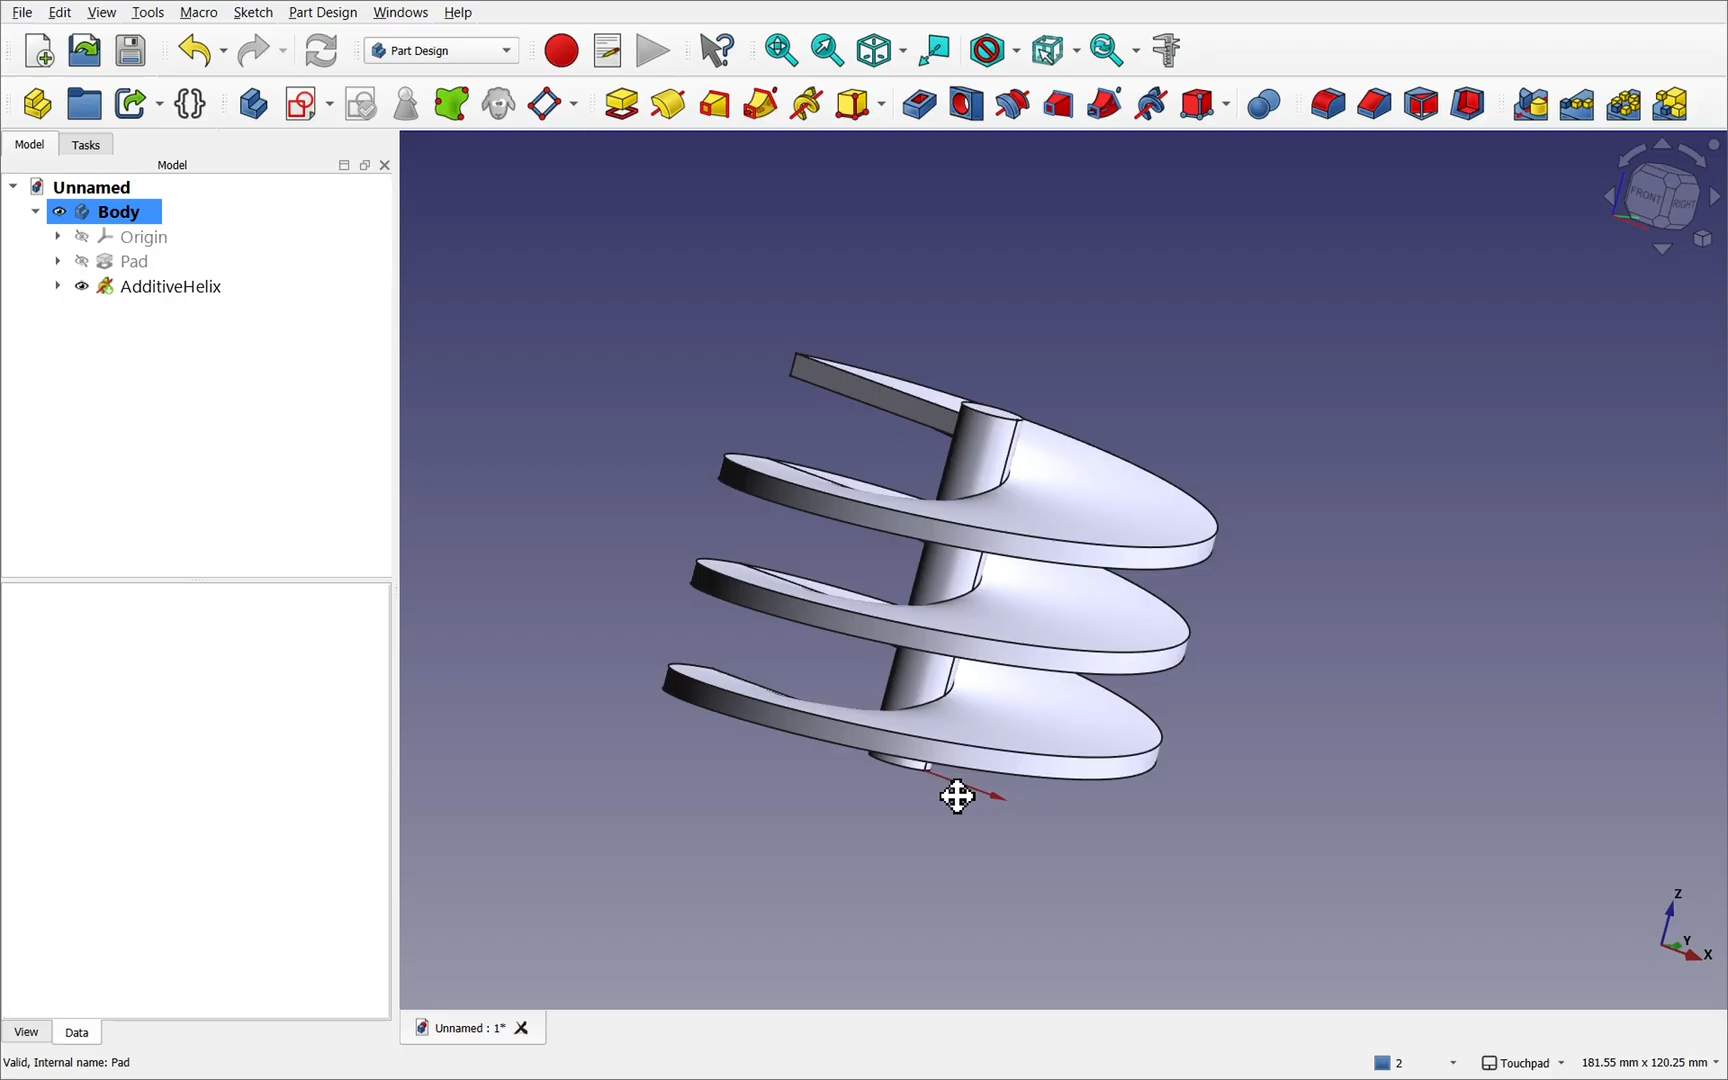 File Edit View Tools Macro Sketch Part Design Windows Help
Part Design
Model Tasks
Model
Unnamed
Body
Origin
Pad
AdditiveHelix
FRONT RIGHT
Z
Y
X
View Data
Unnamed : 1*
Valid, Internal name: Pad
2 Touchpad 181.55 mm x 120.25 mm